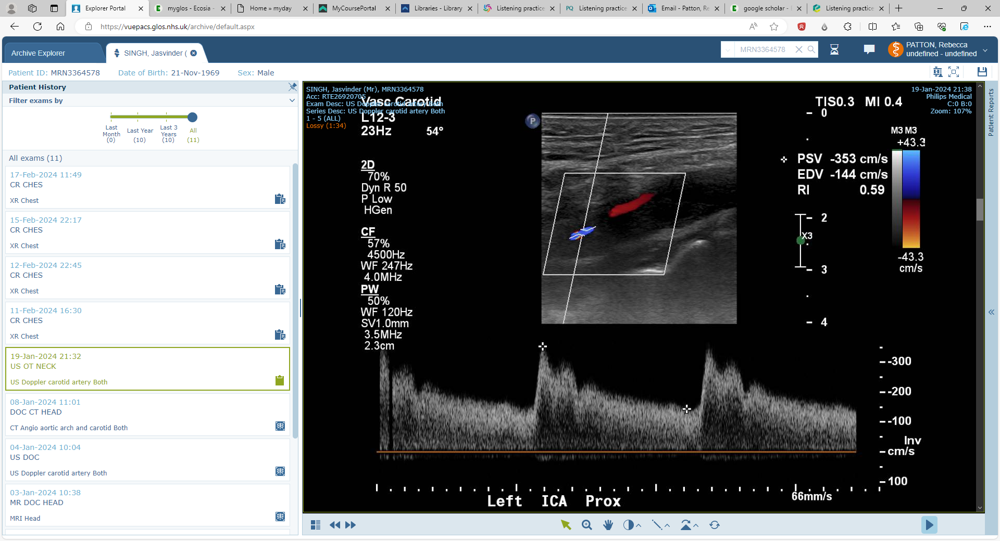 Explorer Portal
myglos - Ecosia -
Home » myday
MyCoursePortal
Libraries - Library
Listening practice
PQ Listening practice
Email - Patton, Re
google scholar - E
Listening practice
https://vuepacs.glos.nhs.uk/archive/default.aspx
Archive Explorer
SINGH, Jasvinder (
MRN3364578
PATTON, Rebecca
undefined - undefined
Patient ID: MRN3364578 Date of Birth: 21-Nov-1969 Sex: Male
Patient History
Filter exams by
Last Month (0)
Last Year (10)
Last 3 Years (10)
All (11)
All exams (11)
17-Feb-2024 11:49
CR CHES
XR Chest
15-Feb-2024 22:17
CR CHES
XR Chest
12-Feb-2024 22:45
CR CHES
XR Chest
11-Feb-2024 16:30
CR CHES
XR Chest
19-Jan-2024 21:32
US OT NECK
US Doppler carotid artery Both
08-Jan-2024 11:01
DOC CT HEAD
CT Angio aortic arch and carotid Both
04-Jan-2024 10:04
US DOC
US Doppler carotid artery Both
03-Jan-2024 10:38
MR DOC HEAD
MRI Head
SINGH, Jasvinder (Mr), MRN3364578
Acc: RTE26920705
Exam Desc: US Doppler carotid artery Both
Series Desc: US Doppler carotid artery Both
1 - 5 (ALL)
Lossy (1:34)
Vasc Carotid
L12-3
23Hz 54°
2D
70%
Dyn R 50
P Low
HGen
CF
57%
4500Hz
WF 247Hz
4.0MHz
PW
50%
WF 120Hz
SV1.0mm
3.5MHz
2.3cm
P
19-Jan-2024 21:38
Philips Medical
C:0 B:0
Zoom: 107%
TIS0.3 MI 0.4
0
M3 M3
+43.3
PSV -353 cm/s
EDV -144 cm/s
RI 0.59
2
X3
-43.3
cm/s
3
4
-300
-200
-100
Inv
cm/s
100
66mm/s
Left ICA Prox
Patient Reports